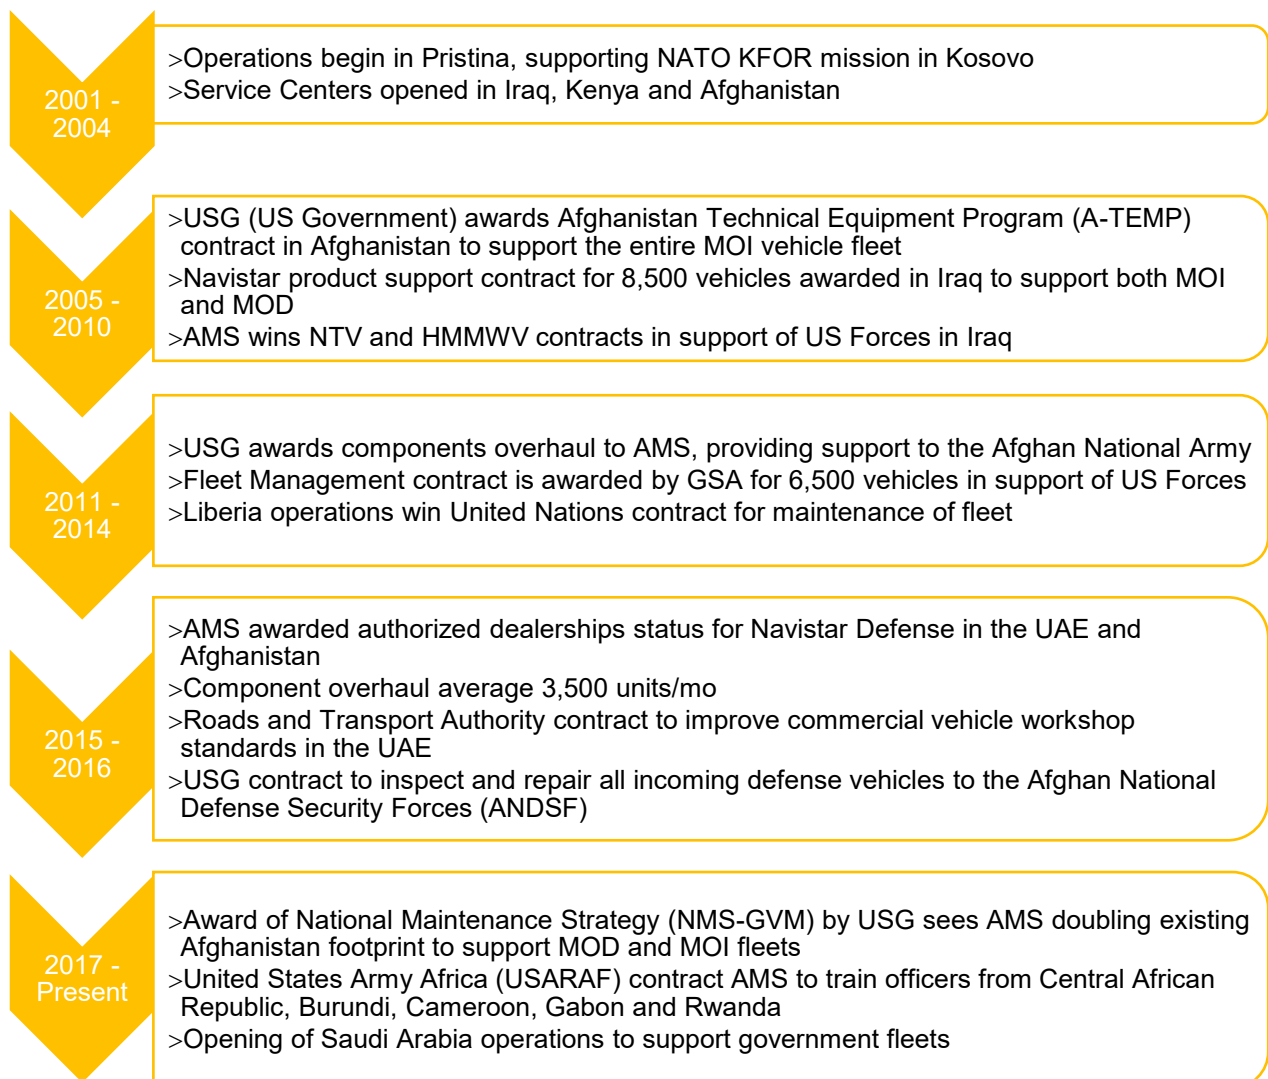 2001 -
2004
>Operations begin in Pristina, supporting NATO KFOR mission in Kosovo
>Service Centers opened in Iraq, Kenya and Afghanistan
2005 -
2010
>USG (US Government) awards Afghanistan Technical Equipment Program (A-TEMP)
contract in Afghanistan to support the entire MOI vehicle fleet
>Navistar product support contract for 8,500 vehicles awarded in Iraq to support both MOI
and MOD
>AMS wins NTV and HMMWV contracts in support of US Forces in Iraq
2011 -
2014
>USG awards components overhaul to AMS, providing support to the Afghan National Army
>Fleet Management contract is awarded by GSA for 6,500 vehicles in support of US Forces
>Liberia operations win United Nations contract for maintenance of fleet
2015 -
2016
>AMS awarded authorized dealerships status for Navistar Defense in the UAE and
Afghanistan
>Component overhaul average 3,500 units/mo
>Roads and Transport Authority contract to improve commercial vehicle workshop
standards in the UAE
>USG contract to inspect and repair all incoming defense vehicles to the Afghan National
Defense Security Forces (ANDSF)
2017 -
Present
>Award of National Maintenance Strategy (NMS-GVM) by USG sees AMS doubling existing
Afghanistan footprint to support MOD and MOI fleets
>United States Army Africa (USARAF) contract AMS to train officers from Central African
Republic, Burundi, Cameroon, Gabon and Rwanda
>Opening of Saudi Arabia operations to support government fleets